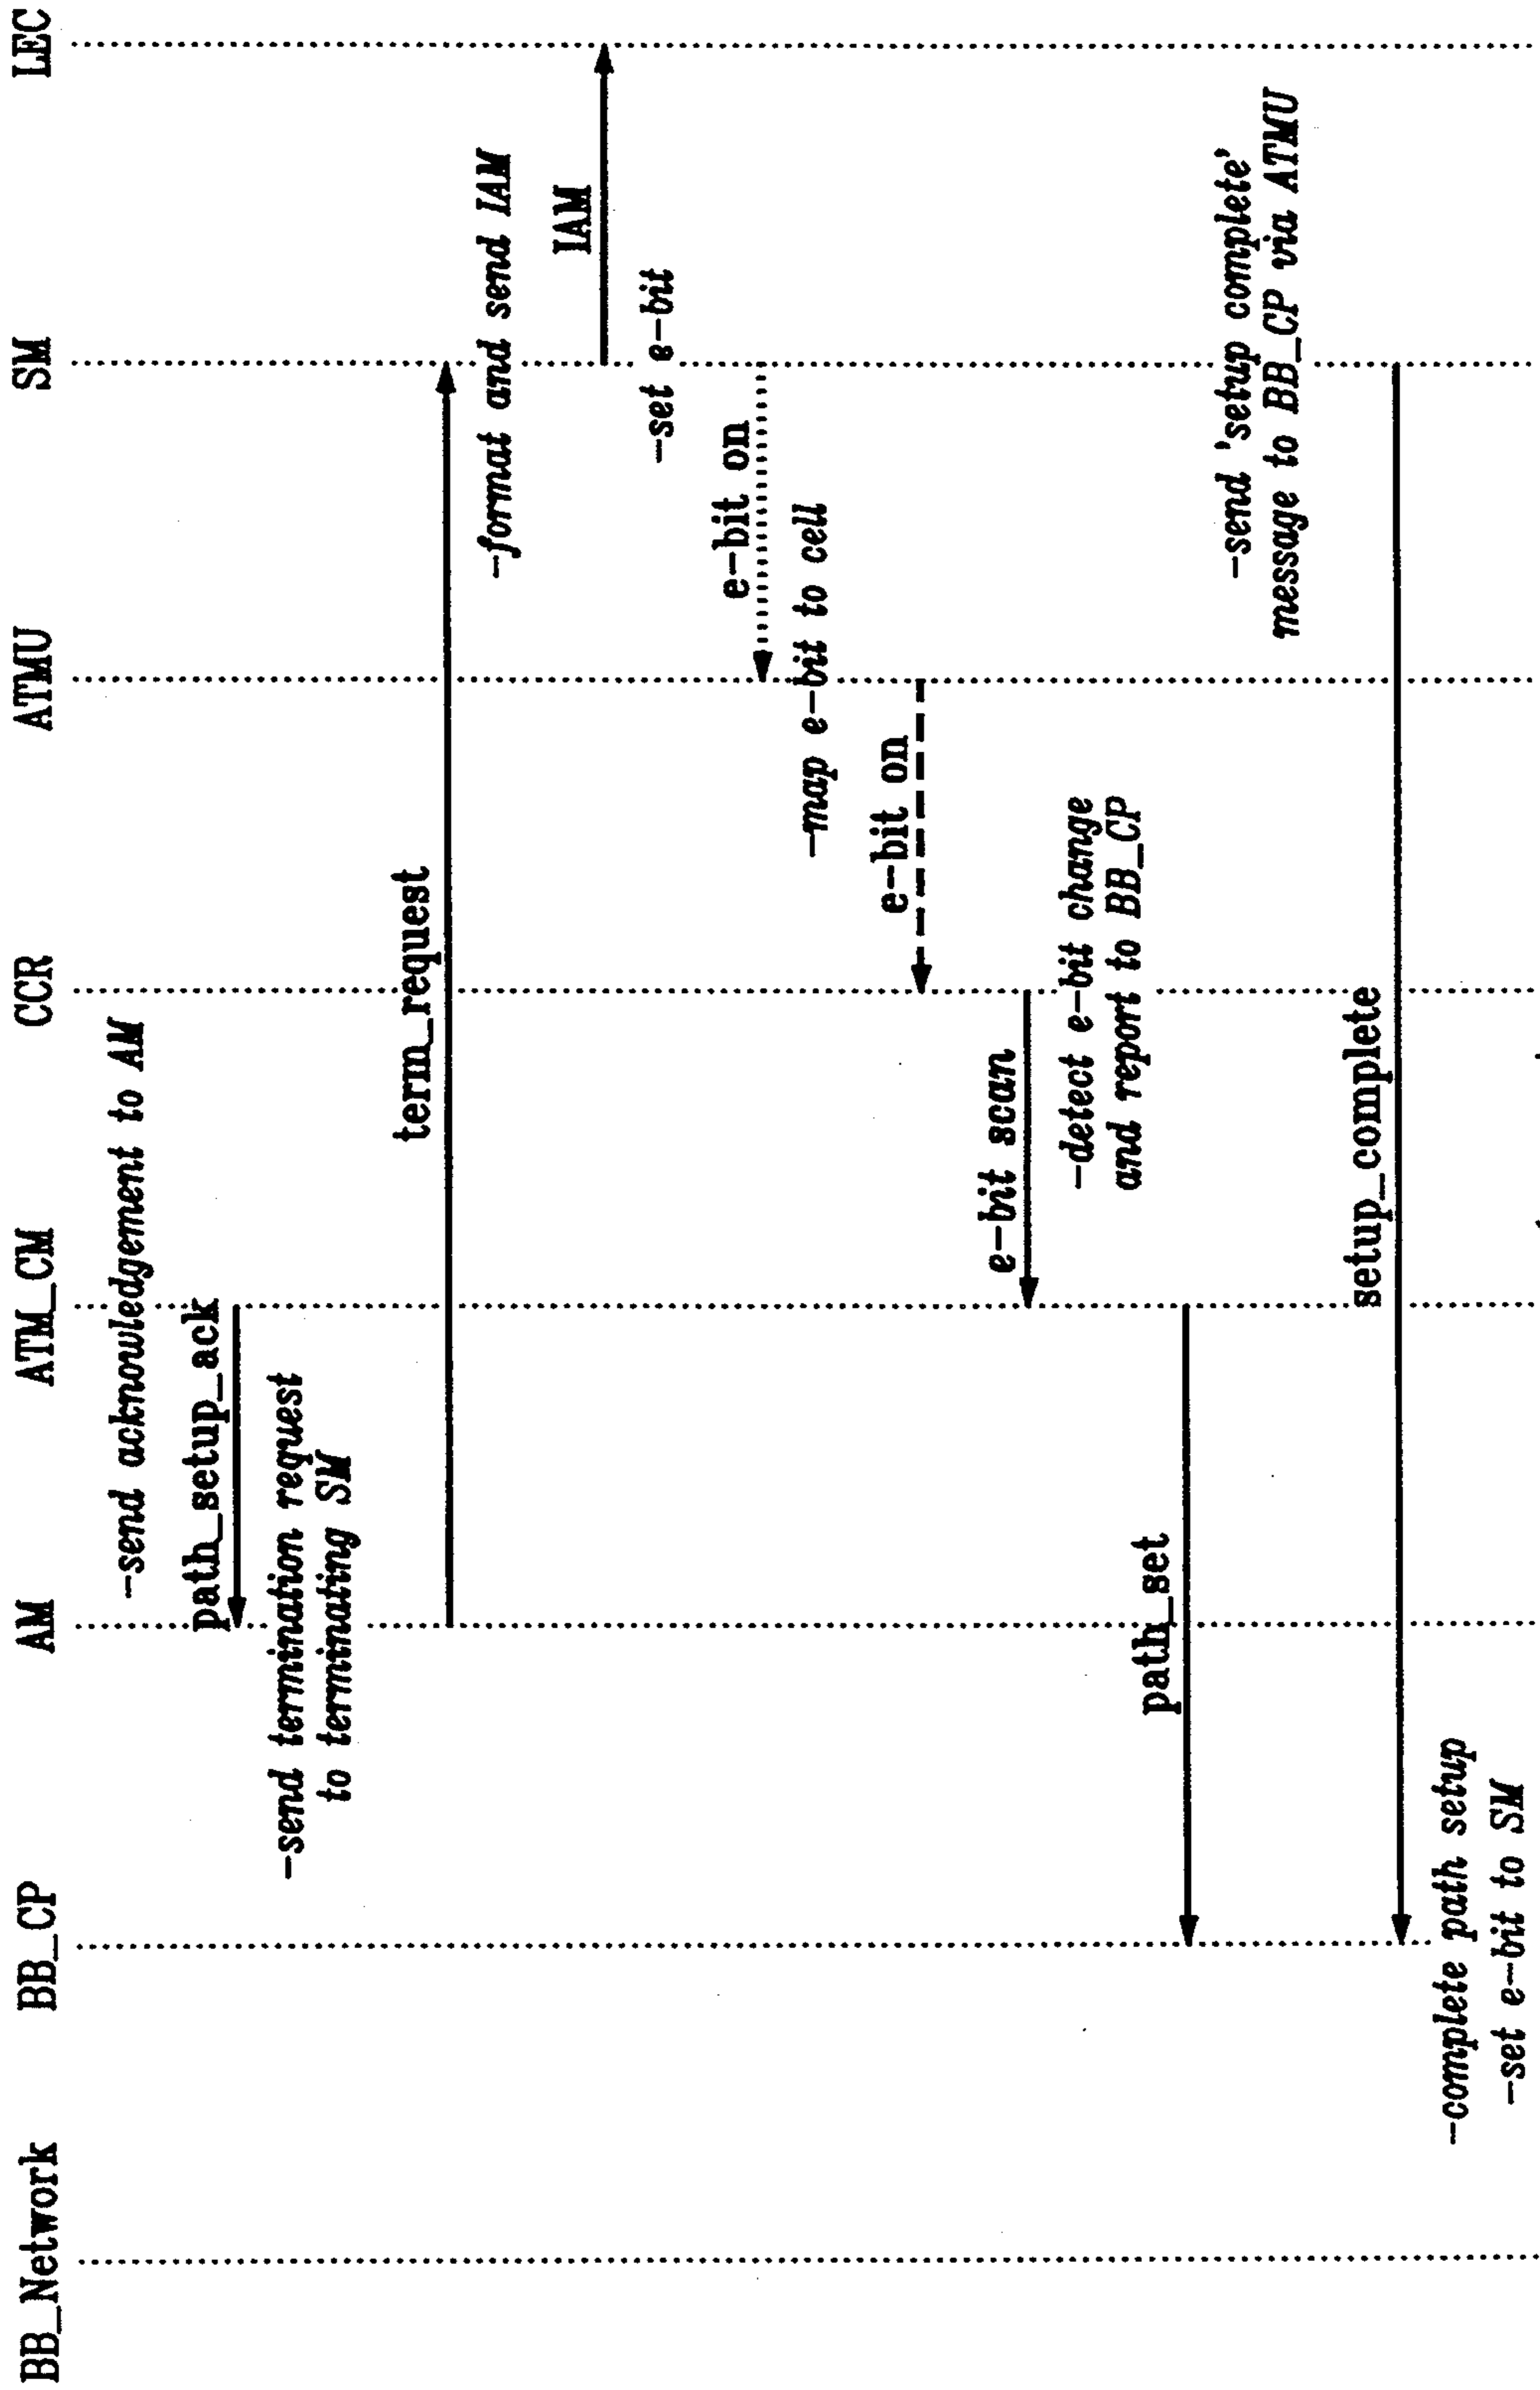 BB_Network
BB_CP
AM
ATM_CM
CCR
ATMU
SM
LEC
-send acknowledgement to AM
path_setup_ack
-send termination request
to terminating SM
term_request
-format and send IAM
IAM
-set e-bit
e-bit on
-map e-bit to cell
e-bit on
e-bit scan
-detect e-bit change
and report to BB_CP
path_set
-send 'setup complete'
message to BB_CP via ATMU
setup_complete
-complete path setup
-set e-bit to SM